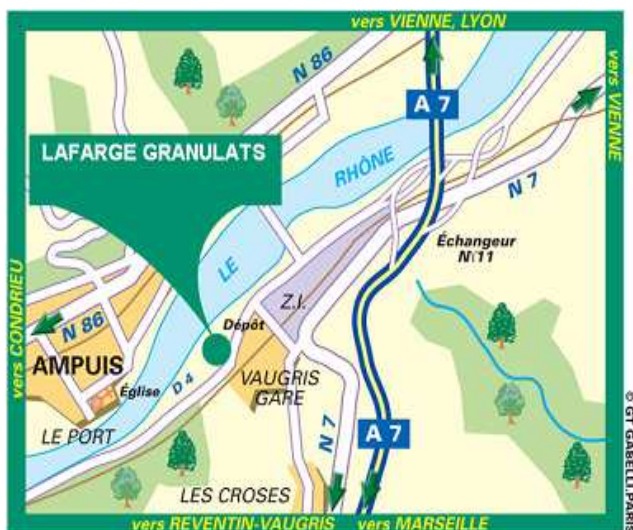 vers VIENNE, LYON
N 86
A 7
vers VIENNE
LAFARGE GRANULATS
RHÔNE
LE
N 7
Échangeur
N°11
Z.I.
vers CONDRIEU
N 86
Dépôt
AMPUIS
Église
D 4
VAUGRIS
GARE
LE PORT
N 7
A 7
LES CROSES
vers REVENTIN-VAUGRIS
vers MARSEILLE
© GT GABELLI.PARIS